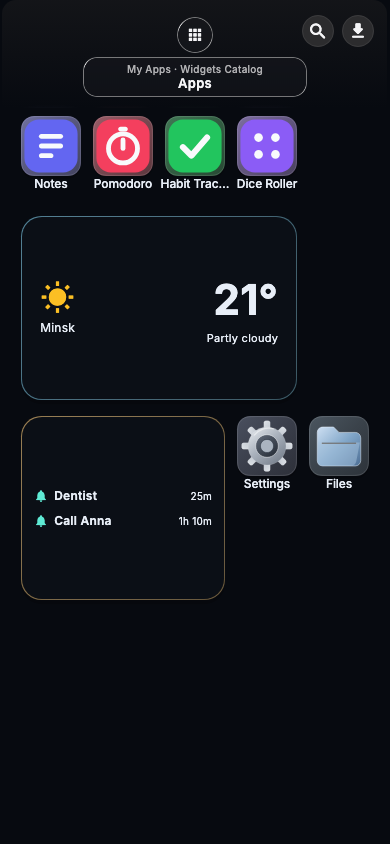 My Apps · Widgets Catalog
Apps
Notes
Pomodoro
Habit Trac...
Dice Roller
Minsk
21°
Partly cloudy
Dentist 25m
Call Anna 1h 10m
Settings
Files